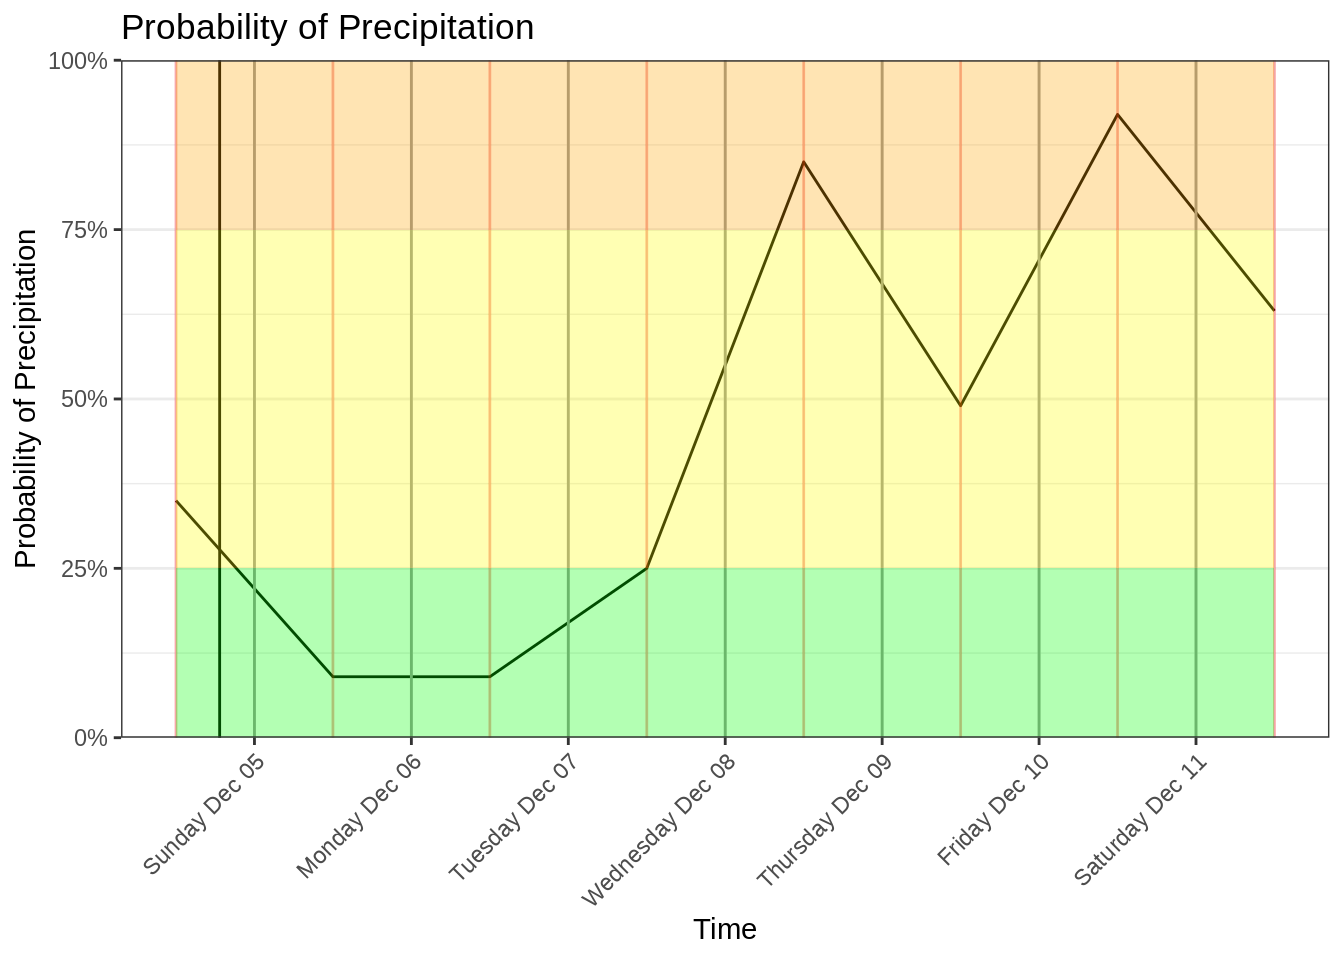 Probability of Precipitation
Probability of Precipitation
100%
75%
50%
25%
0%
Sunday Dec 05
Monday Dec 06
Tuesday Dec 07
Wednesday Dec 08
Thursday Dec 09
Friday Dec 10
Saturday Dec 11
Time